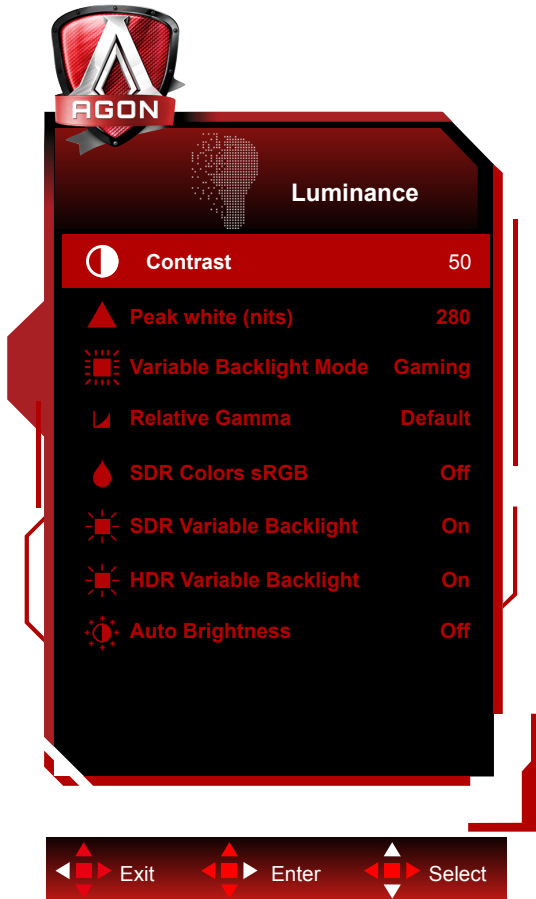 AGON
Luminance
Contrast 50
Peak white (nits) 280
Variable Backlight Mode Gaming
Relative Gamma Default
SDR Colors sRGB Off
SDR Variable Backlight On
HDR Variable Backlight On
Auto Brightness Off
Exit Enter Select